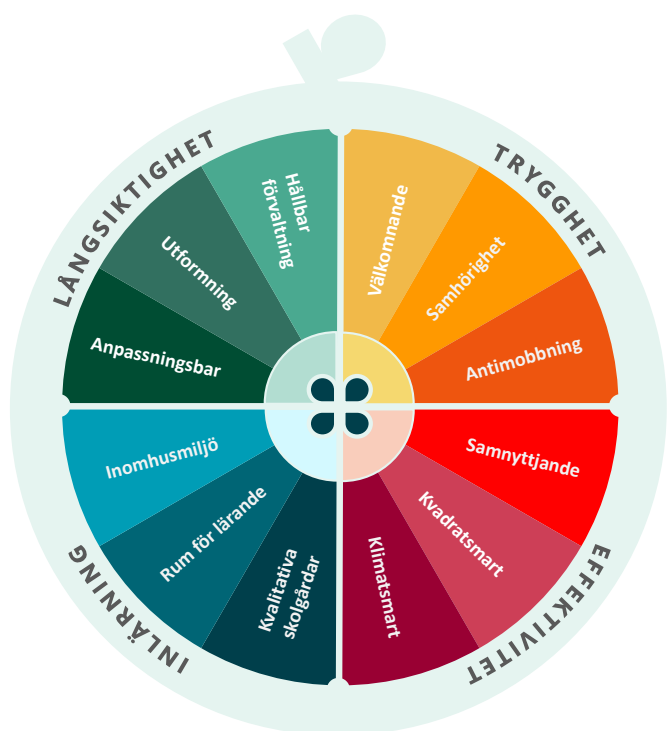 LÅNGSIKTIGHET
Anpassningsbar
Utformning
Hållbar
förvaltning
TRYGGHET
Välkomnande
Samhörighet
Antimobbning
EFFEKTIVITET
Samnyttjande
Kvadratsmart
Klimatsmart
INLÄRNING
Kvalitativa
skolgårdar
Rum för lärande
Inomhusmiljö